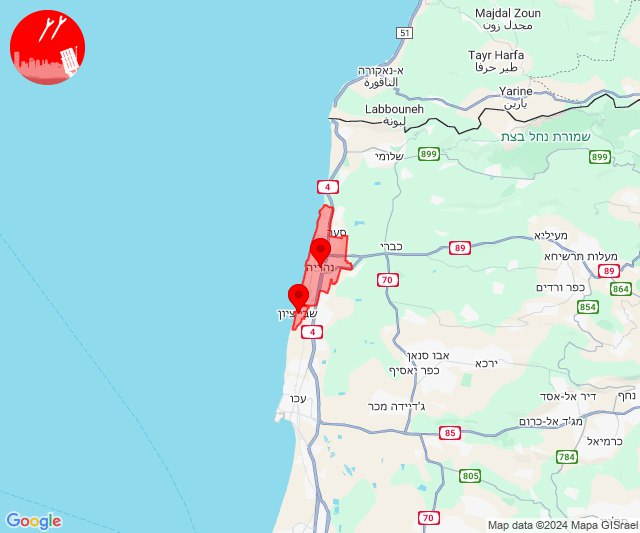 Majdal Zoun
مجدل زون
51
Tayr Harfa
طير حرفا
א-נאקורה
الناقورة
Yarine
يارين
Labbouneh
לבונה
שמורת נחל בצת
שלומי
899
899
4
סער
מעיליא
כברי
89
מעלות תרשיחא
נהריה
89
70
כפר ורדים
864
854
שבי ציון
4
אבו סנאן
ירכא
כפר יאסיף
עכו
דיר אל-אסד
נחף
ג'דיידה מכר
מג'ד אל-כרום
85
כרמיאל
784
805
70
Google
Map data ©2024 Mapa GISrael